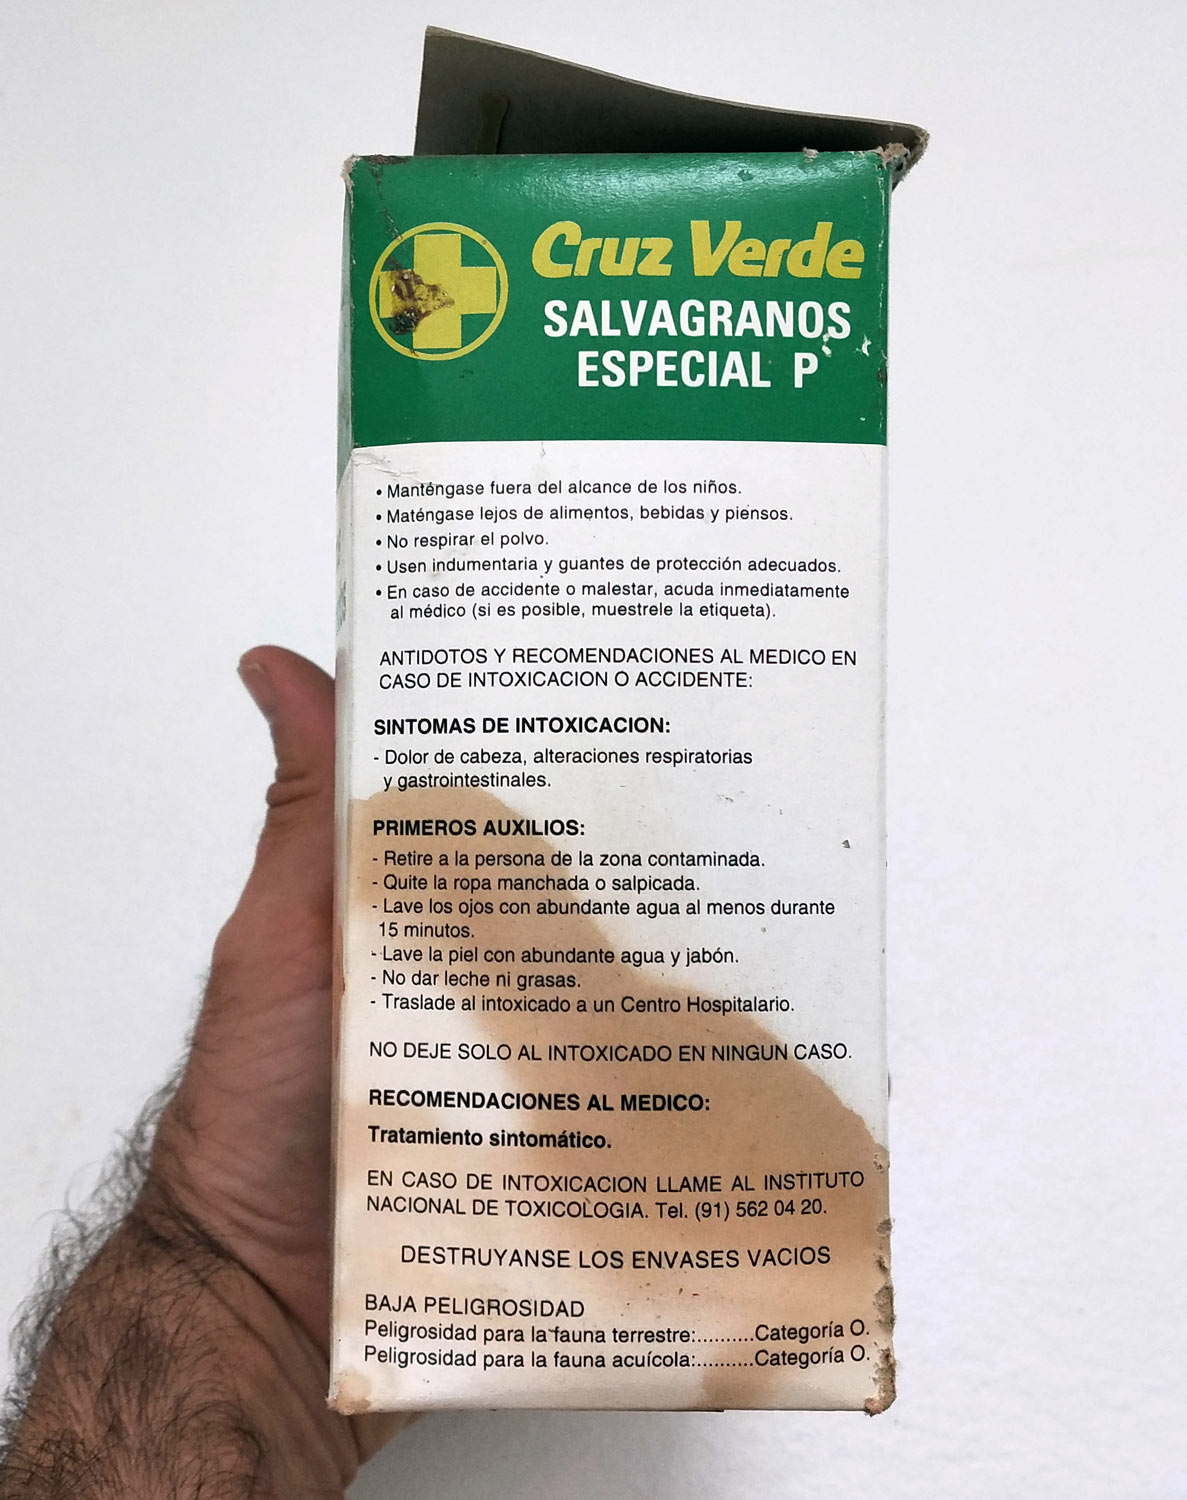 Cruz Verde
SALVAGRANOS
ESPECIAL P
• Manténgase fuera del alcance de los niños.
• Maténgase lejos de alimentos, bebidas y piensos.
• No respirar el polvo.
• Usen indumentaria y guantes de protección adecuados.
• En caso de accidente o malestar, acuda inmediatamente
al médico (si es posible, muestrele la etiqueta).
ANTIDOTOS Y RECOMENDACIONES AL MEDICO EN
CASO DE INTOXICACION O ACCIDENTE:
SINTOMAS DE INTOXICACION:
- Dolor de cabeza, alteraciones respiratorias
y gastrointestinales.
PRIMEROS AUXILIOS:
- Retire a la persona de la zona contaminada.
- Quite la ropa manchada o salpicada.
- Lave los ojos con abundante agua al menos durante
15 minutos.
- Lave la piel con abundante agua y jabón.
- No dar leche ni grasas.
- Traslade al intoxicado a un Centro Hospitalario.
NO DEJE SOLO AL INTOXICADO EN NINGUN CASO.
RECOMENDACIONES AL MEDICO:
Tratamiento sintomático.
EN CASO DE INTOXICACION LLAME AL INSTITUTO
NACIONAL DE TOXICOLOGIA. Tel. (91) 562 04 20.
DESTRUYANSE LOS ENVASES VACIOS
BAJA PELIGROSIDAD
Peligrosidad para la fauna terrestre:..........Categoría O.
Peligrosidad para la fauna acuícola:..........Categoría O.